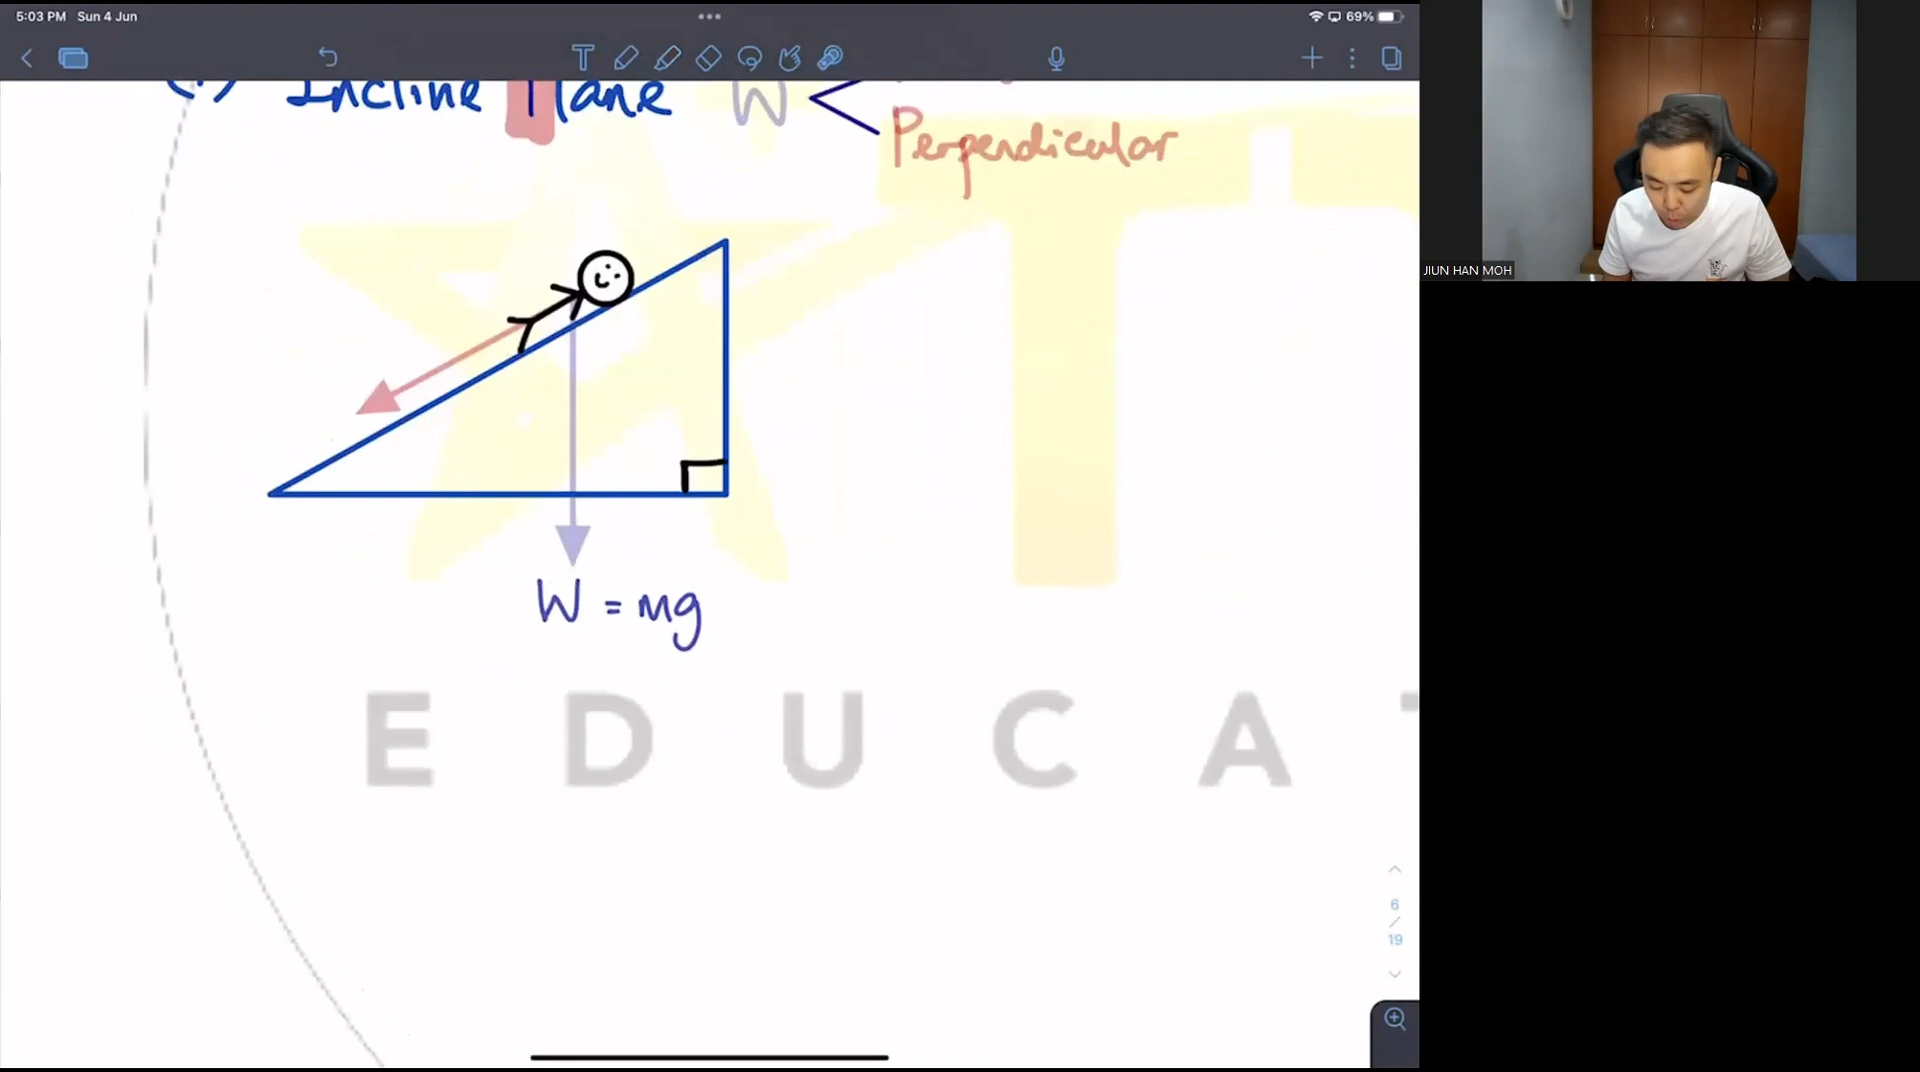 5:03 PM Sun 4 Jun
69%
Incline Plane W
Perpendicular
JIUN HAN MOH
W = mg
E D U C A T
6
/
19